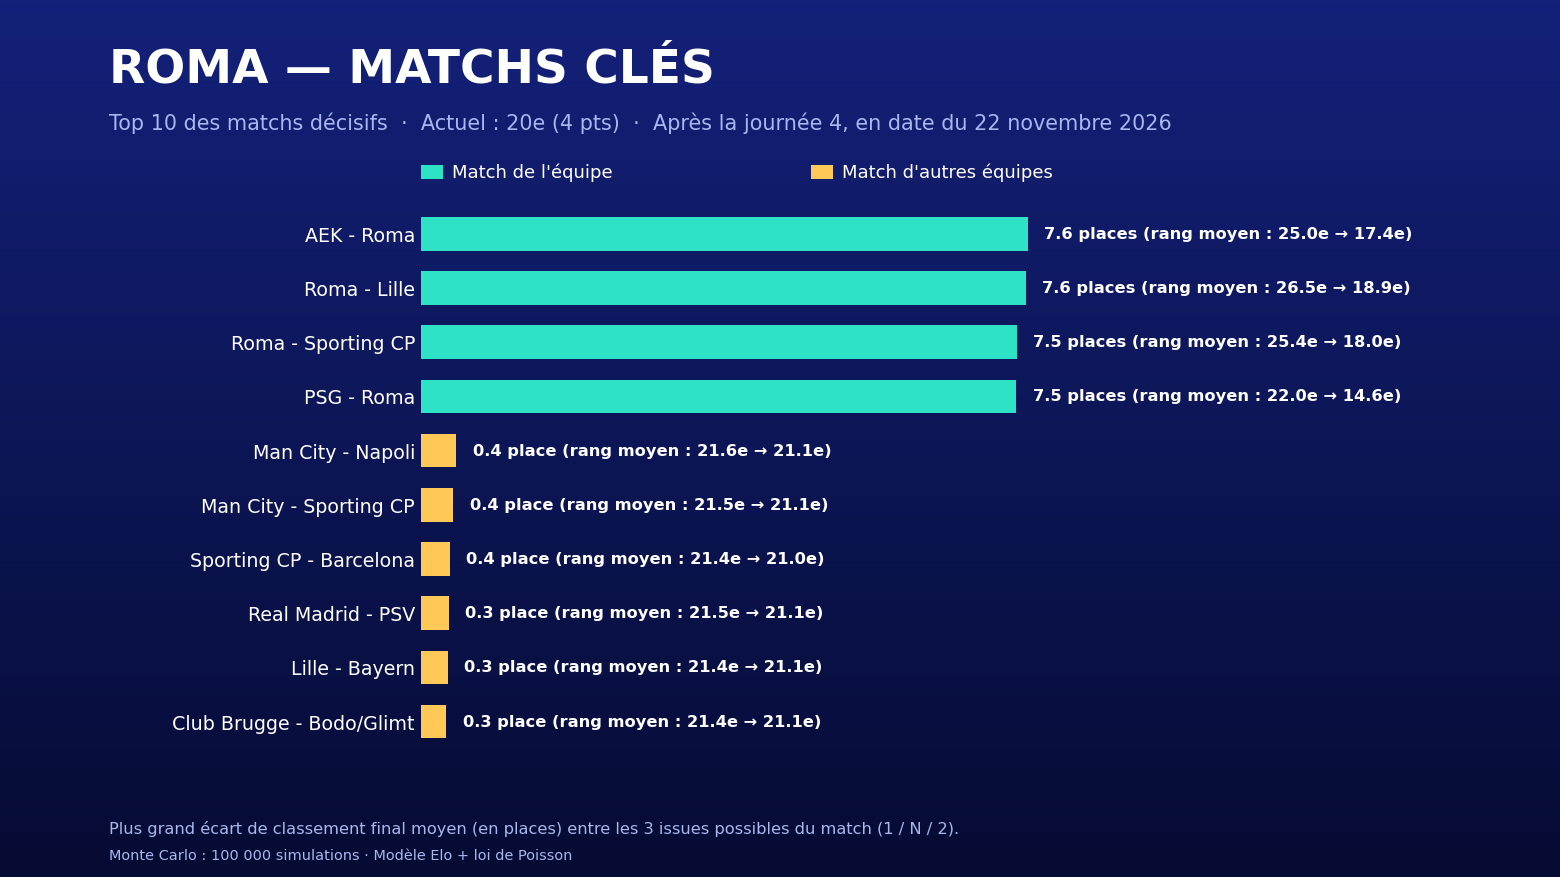 ROMA — MATCHS CLÉS
Top 10 des matchs décisifs · Actuel : 20e (4 pts) · Après la journée 4, en date du 22 novembre 2026
Match de l'équipe Match d'autres équipes
AEK - Roma 7.6 places (rang moyen : 25.0e → 17.4e)
Roma - Lille 7.6 places (rang moyen : 26.5e → 18.9e)
Roma - Sporting CP 7.5 places (rang moyen : 25.4e → 18.0e)
PSG - Roma 7.5 places (rang moyen : 22.0e → 14.6e)
Man City - Napoli 0.4 place (rang moyen : 21.6e → 21.1e)
Man City - Sporting CP 0.4 place (rang moyen : 21.5e → 21.1e)
Sporting CP - Barcelona 0.4 place (rang moyen : 21.4e → 21.0e)
Real Madrid - PSV 0.3 place (rang moyen : 21.5e → 21.1e)
Lille - Bayern 0.3 place (rang moyen : 21.4e → 21.1e)
Club Brugge - Bodo/Glimt 0.3 place (rang moyen : 21.4e → 21.1e)
Plus grand écart de classement final moyen (en places) entre les 3 issues possibles du match (1 / N / 2).
Monte Carlo : 100 000 simulations · Modèle Elo + loi de Poisson